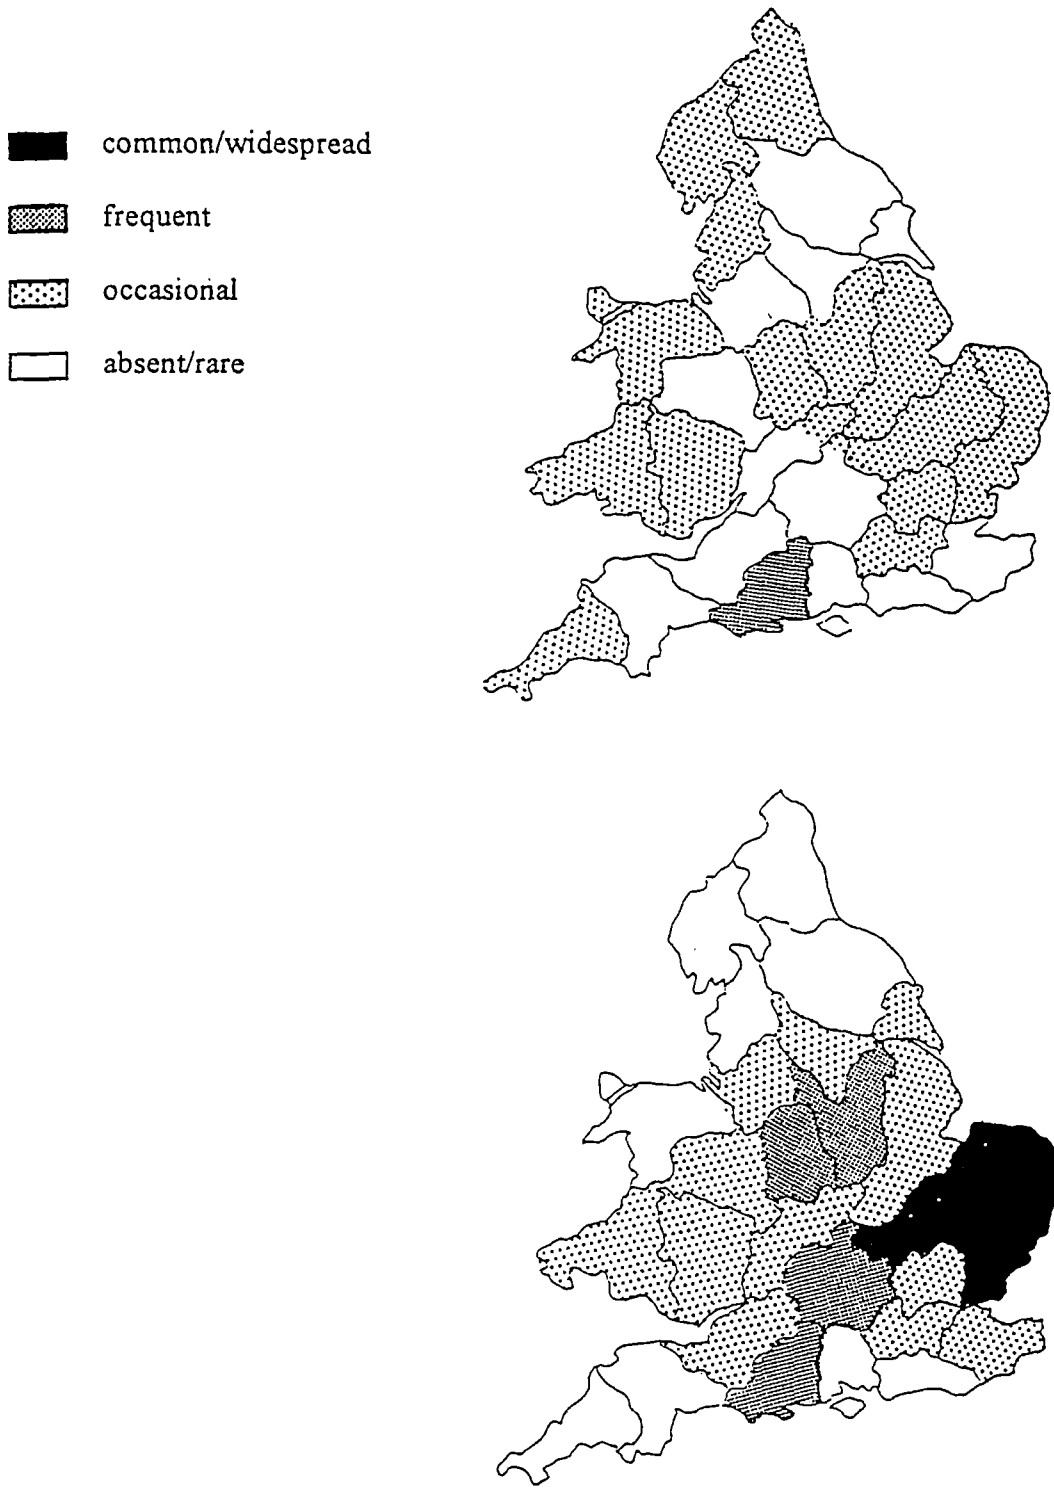 common/widespread
frequent
occasional
absent/rare